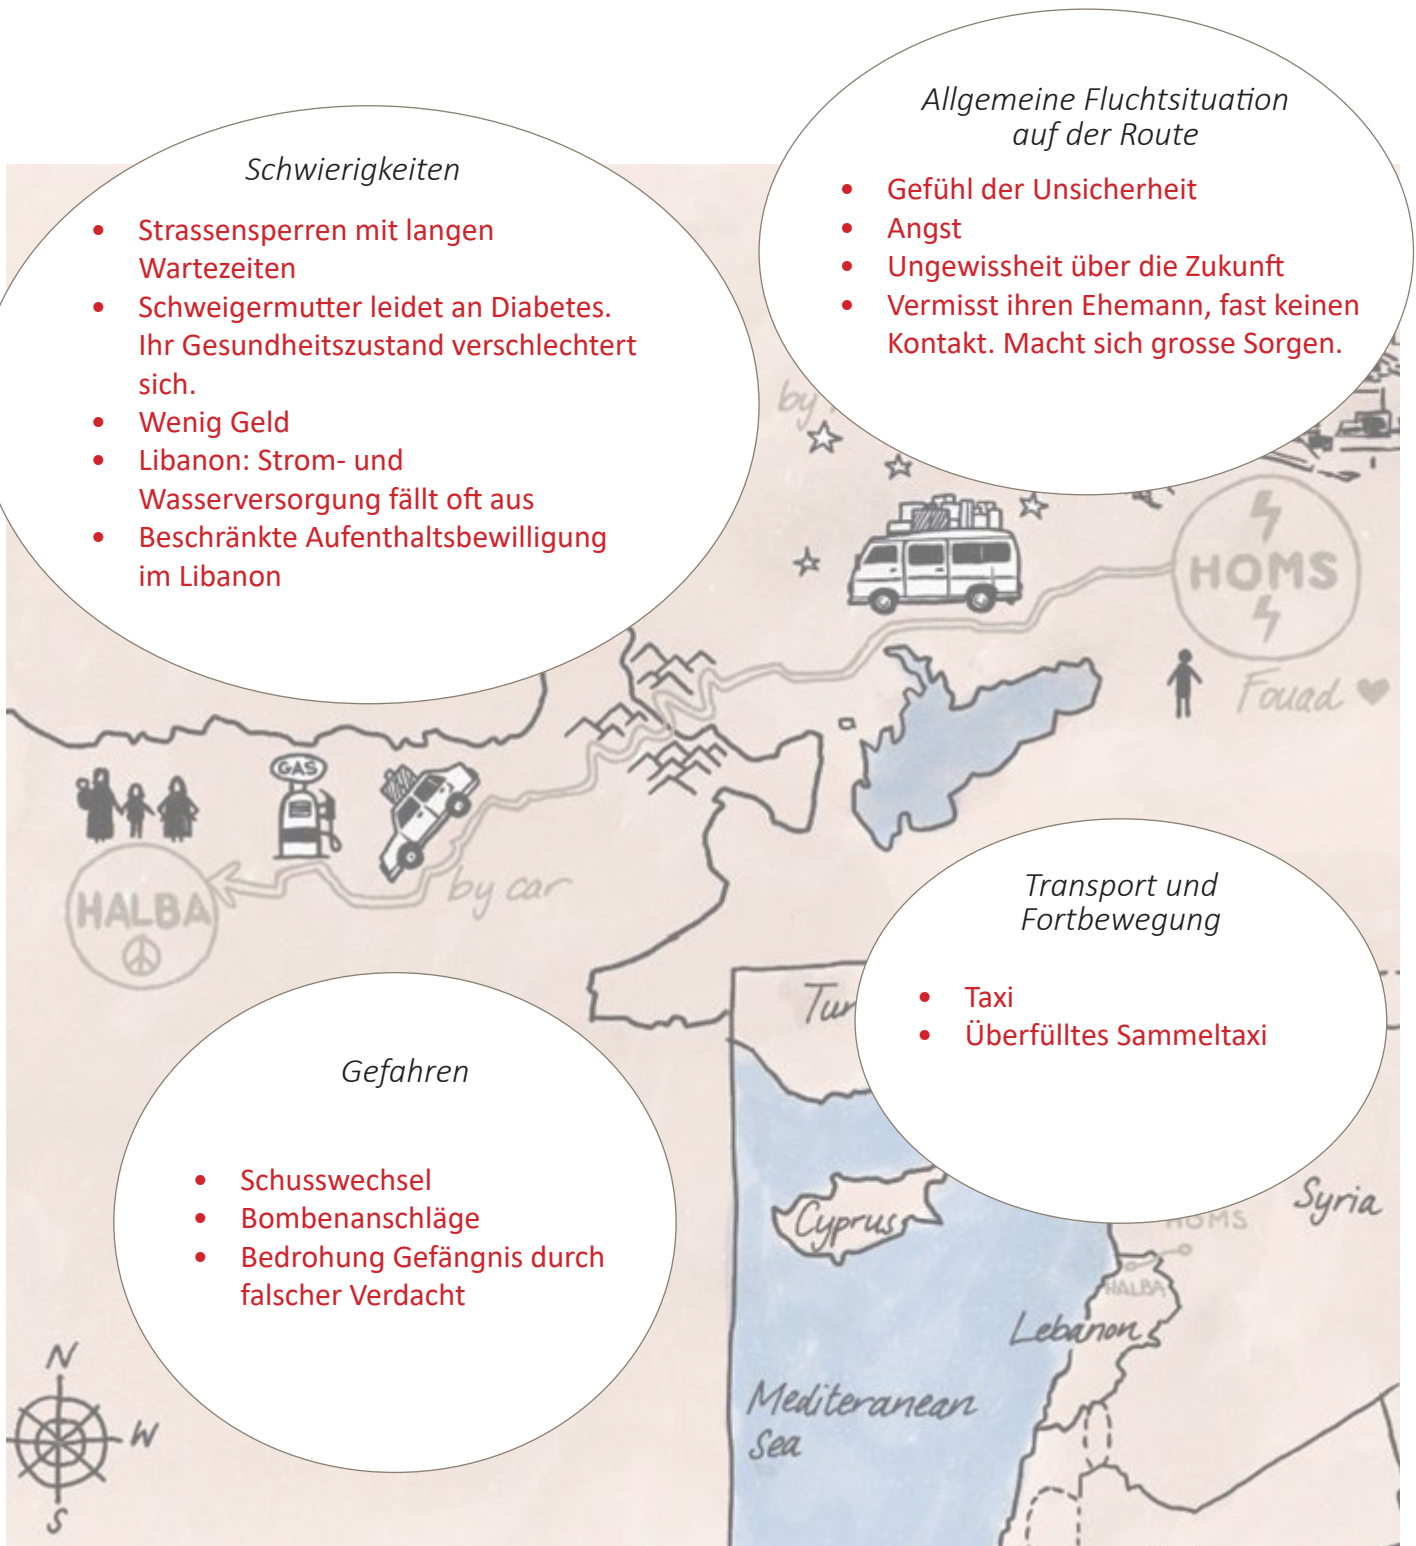 Allgemeine Fluchtsituation
auf der Route
• Gefühl der Unsicherheit
• Angst
• Ungewissheit über die Zukunft
• Vermisst ihren Ehemann, fast keinen
Kontakt. Macht sich grosse Sorgen.
Schwierigkeiten
• Strassensperren mit langen
Wartezeiten
• Schweigermutter leidet an Diabetes.
Ihr Gesundheitszustand verschlechtert
sich.
• Wenig Geld
• Libanon: Strom- und
Wasserversorgung fällt oft aus
• Beschränkte Aufenthaltsbewilligung
im Libanon
by
HOMS
Fouad
GAS
by car
HALBA
Transport und
Fortbewegung
• Taxi
• Überfülltes Sammeltaxi
Tur
Gefahren
• Schusswechsel
• Bombenanschläge
• Bedrohung Gefängnis durch
falscher Verdacht
Cyprus
Syria
HOMS
HALBA
Lebanon
Mediteranean
Sea
N
W
S